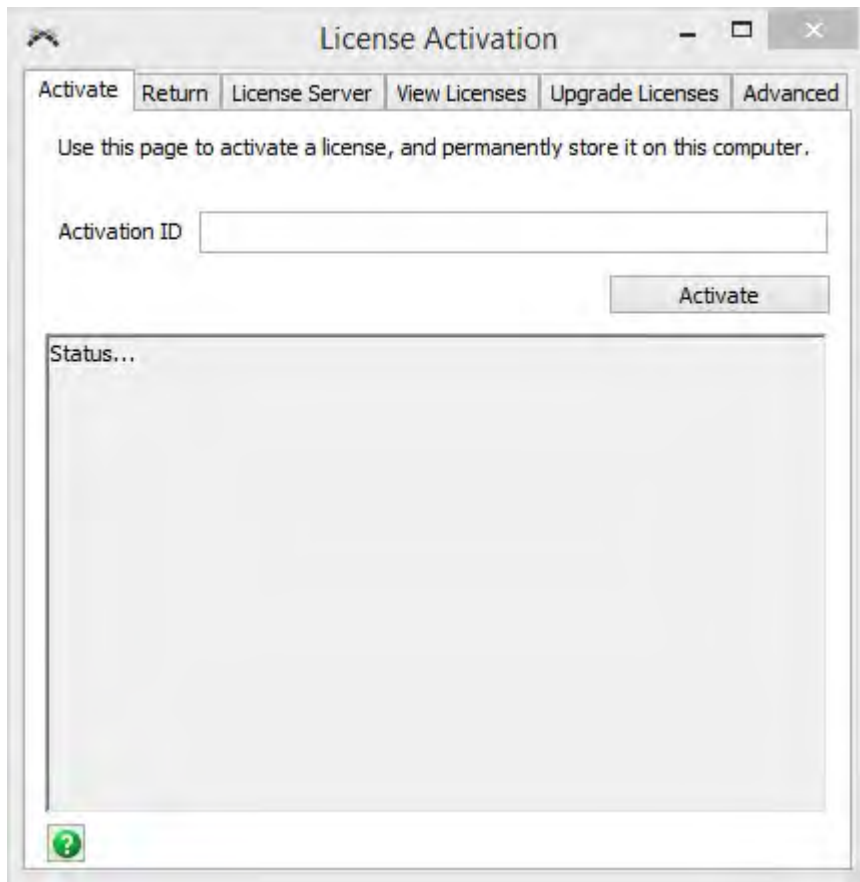 License Activation
Activate Return License Server View Licenses Upgrade Licenses Advanced
Use this page to activate a license, and permanently store it on this computer.
Activation ID
Activate
Status...
?